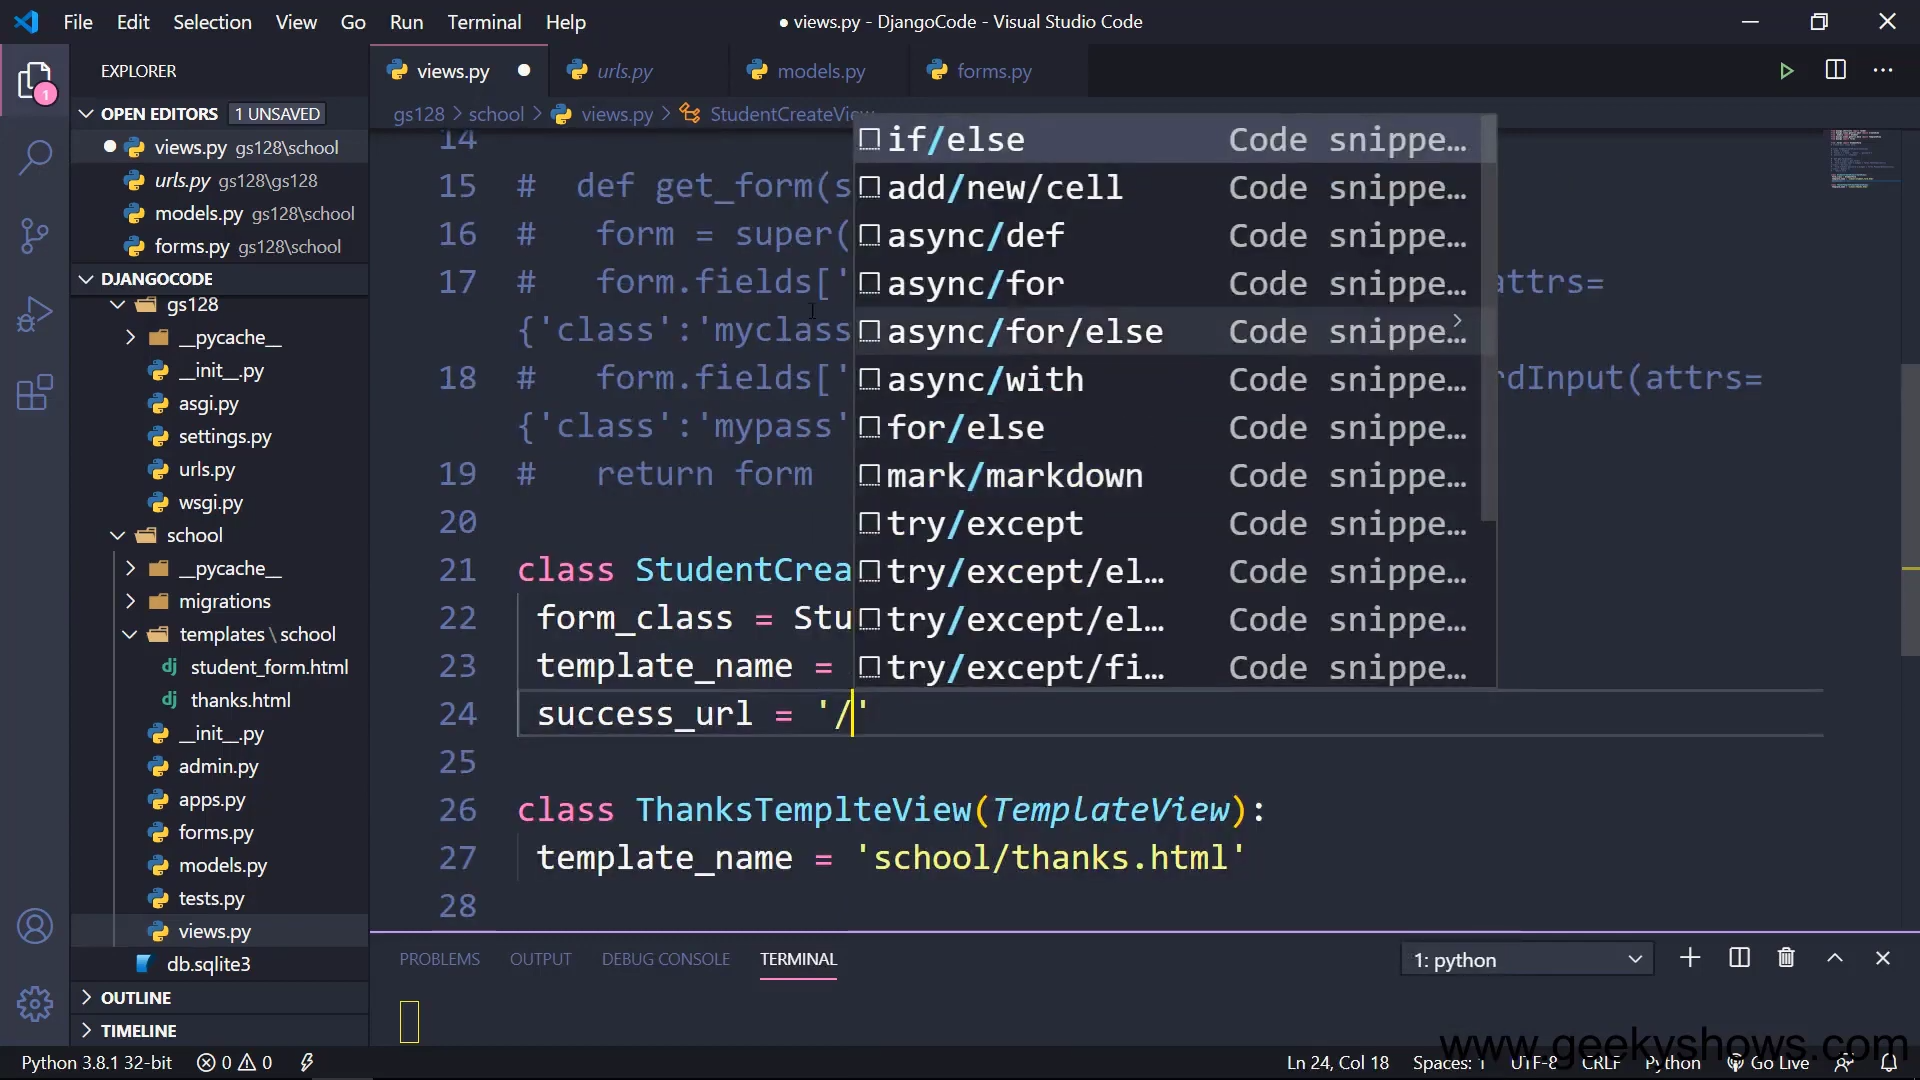 File Edit Selection View Go Run Terminal Help
● views.py - DjangoCode - Visual Studio Code
EXPLORER
1
OPEN EDITORS 1 UNSAVED
views.py gs128\school
urls.py gs128\gs128
models.py gs128\school
forms.py gs128\school
DJANGOCODE
gs128
__pycache__
__init__.py
asgi.py
settings.py
urls.py
wsgi.py
school
__pycache__
migrations
templates \ school
student_form.html
thanks.html
__init__.py
admin.py
apps.py
forms.py
models.py
tests.py
views.py
db.sqlite3
OUTLINE
TIMELINE
views.py urls.py models.py forms.py
gs128 > school > views.py > StudentCreateView
14
15 # def get_form(s
16 # form = super(
17 # form.fields[' attrs=
{'class':'myclass
18 # form.fields[' rdInput(attrs=
{'class':'mypass'
19 # return form
20
21 class StudentCrea
22 form_class = Stu
23 template_name =
24 success_url = '/'
25
26 class ThanksTemplteView(TemplateView):
27 template_name = 'school/thanks.html'
28
if/else Code snippe…
add/new/cell Code snippe…
async/def Code snippe…
async/for Code snippe…
async/for/else Code snippe…
async/with Code snippe…
for/else Code snippe…
mark/markdown Code snippe…
try/except Code snippe…
try/except/el… Code snippe…
try/except/el… Code snippe…
try/except/fi… Code snippe…
PROBLEMS OUTPUT DEBUG CONSOLE TERMINAL
1: python
www.geekyshows.com
Python 3.8.1 32-bit 0 0
Ln 24, Col 18 Spaces: 1 UTF-8 CRLF Python Go Live